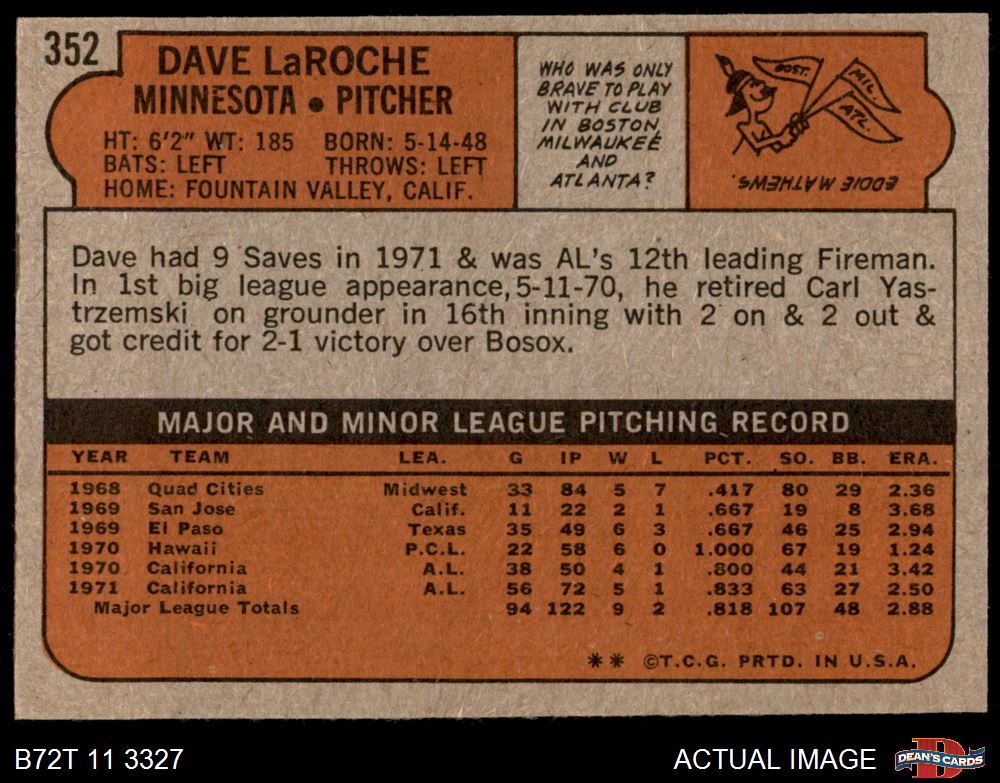 352
DAVE LaROCHE
MINNESOTA • PITCHER
HT: 6'2" WT: 185 BORN: 5-14-48
BATS: LEFT THROWS: LEFT
HOME: FOUNTAIN VALLEY, CALIF.
WHO WAS ONLY
BRAVE TO PLAY
WITH CLUB
IN BOSTON,
MILWAUKEE
AND
ATLANTA?
BOST.
MIL.
ATL.
EDDIE MATHEWS.
Dave had 9 Saves in 1971 & was AL's 12th leading Fireman.
In 1st big league appearance, 5-11-70, he retired Carl Yas-
trzemski on grounder in 16th inning with 2 on & 2 out &
got credit for 2-1 victory over Bosox.
MAJOR AND MINOR LEAGUE PITCHING RECORD
YEAR TEAM LEA. G IP W L PCT. SO. BB. ERA.
1968 Quad Cities Midwest 33 84 5 7 .417 80 29 2.36
1969 San Jose Calif. 11 22 2 1 .667 19 8 3.68
1969 El Paso Texas 35 49 6 3 .667 46 25 2.94
1970 Hawaii P.C.L. 22 58 6 0 1.000 67 19 1.24
1970 California A.L. 38 50 4 1 .800 44 21 3.42
1971 California A.L. 56 72 5 1 .833 63 27 2.50
Major League Totals 94 122 9 2 .818 107 48 2.88
** ©T.C.G. PRTD. IN U.S.A.
B72T 11 3327
ACTUAL IMAGE
D
DEAN'S CARDS